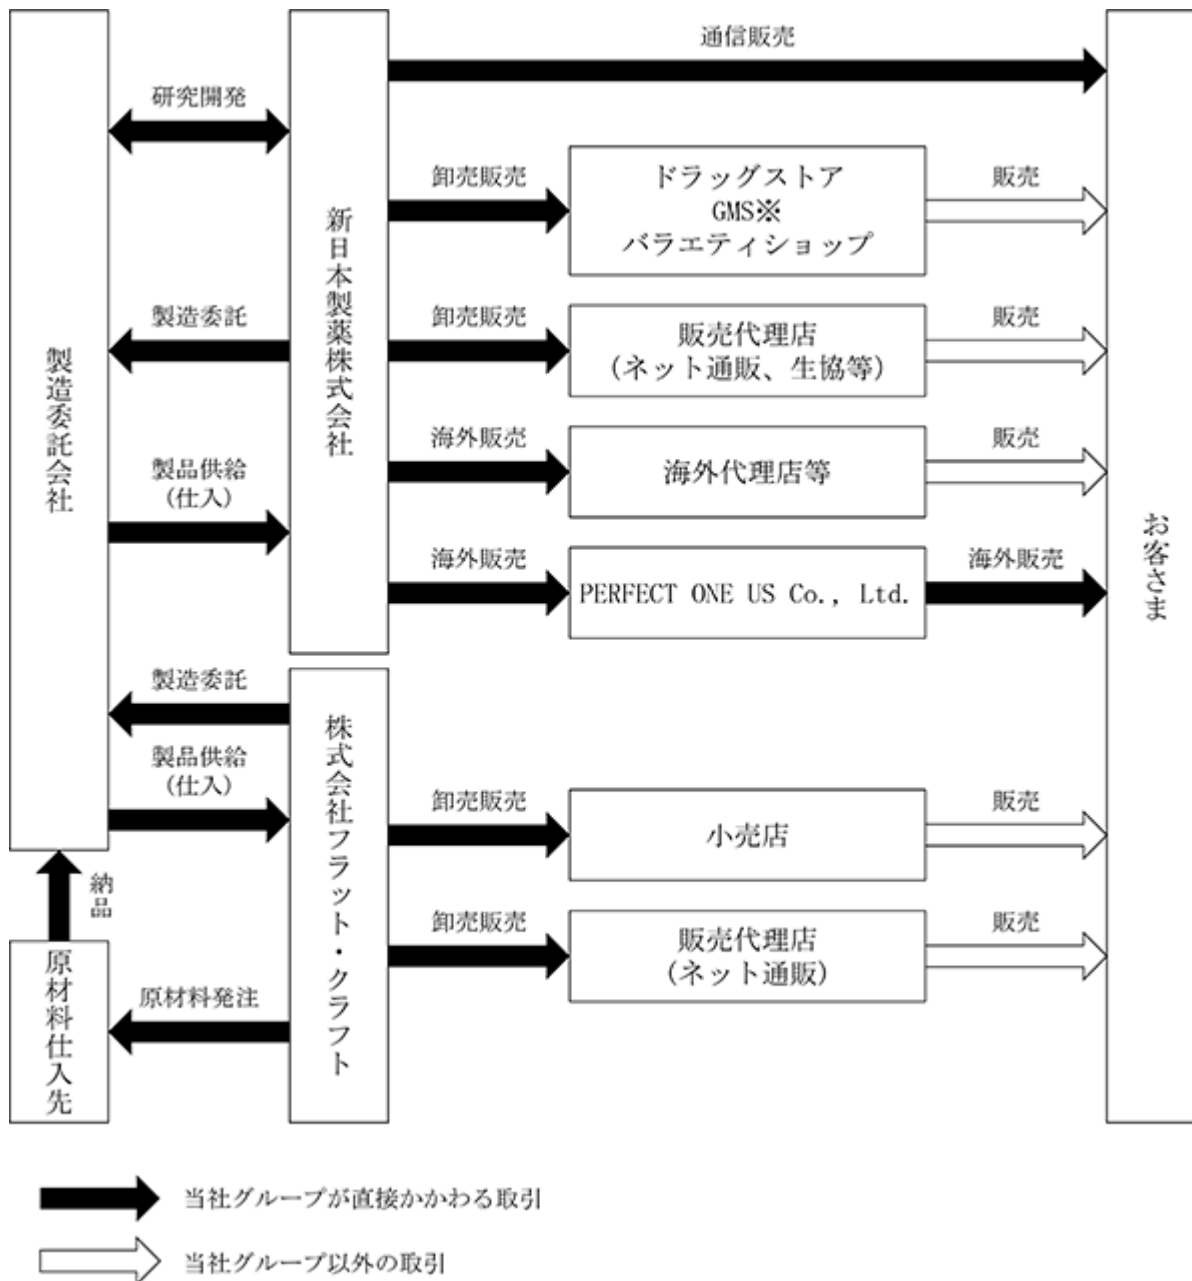 通信販売
研究開発
卸売販売
ドラッグストア
GMS※
バラエティショップ
販売
新日本製薬株式会社
製造委託
卸売販売
販売代理店
(ネット通販、生協等)
販売
製造委託会社
海外販売
海外代理店等
販売
製品供給
(仕入)
海外販売
PERFECT ONE US Co., Ltd.
海外販売
お客さま
製造委託
株式会社フラット・クラフト
製品供給
(仕入)
卸売販売
小売店
販売
納品
卸売販売
販売代理店
(ネット通販)
販売
原材料仕入先
原材料発注
当社グループが直接かかわる取引
当社グループ以外の取引